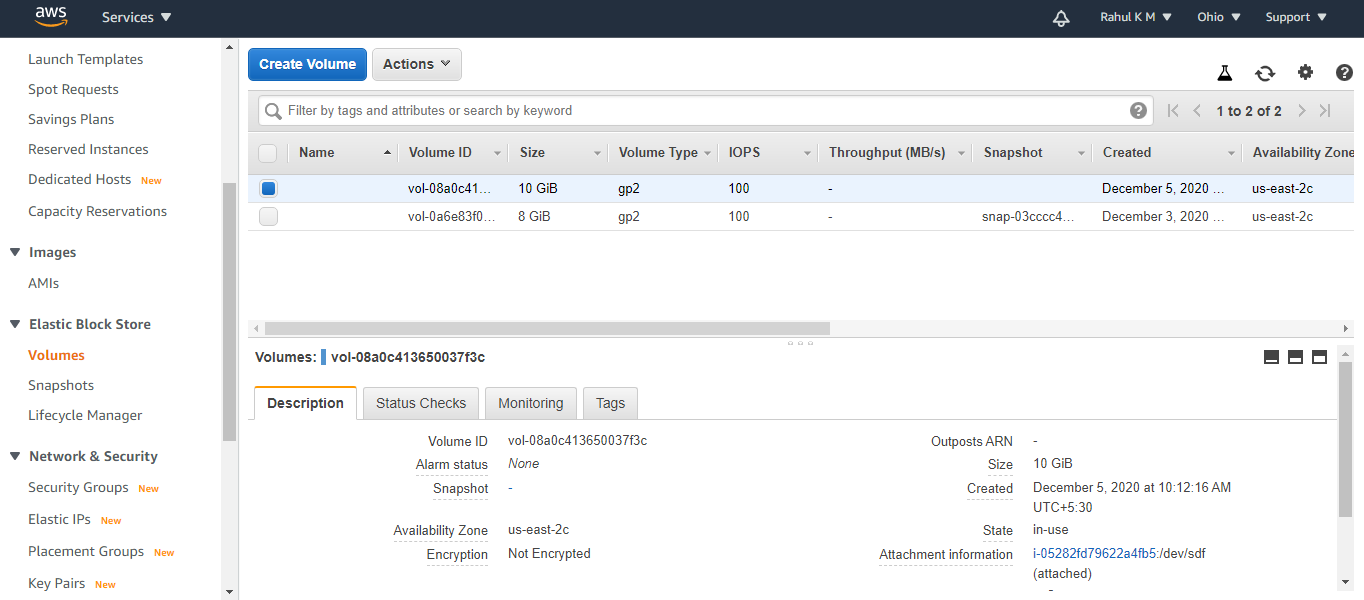 aws Services Rahul K M Ohio Support
Launch Templates
Spot Requests
Savings Plans
Reserved Instances
Dedicated Hosts New
Capacity Reservations
Images
AMIs
Elastic Block Store
Volumes
Snapshots
Lifecycle Manager
Network & Security
Security Groups New
Elastic IPs New
Placement Groups New
Key Pairs New
Create Volume Actions
Filter by tags and attributes or search by keyword 1 to 2 of 2
Name Volume ID Size Volume Type IOPS Throughput (MB/s) Snapshot Created Availability Zone
vol-08a0c41... 10 GiB gp2 100 - December 5, 2020 ... us-east-2c
vol-0a6e83f0... 8 GiB gp2 100 - snap-03cccc4... December 3, 2020 ... us-east-2c
Volumes: vol-08a0c413650037f3c
Description Status Checks Monitoring Tags
Volume ID vol-08a0c413650037f3c
Alarm status None
Snapshot -
Availability Zone us-east-2c
Encryption Not Encrypted
Outposts ARN -
Size 10 GiB
Created December 5, 2020 at 10:12:16 AM
UTC+5:30
State in-use
Attachment information i-05282fd79622a4fb5:/dev/sdf
(attached)